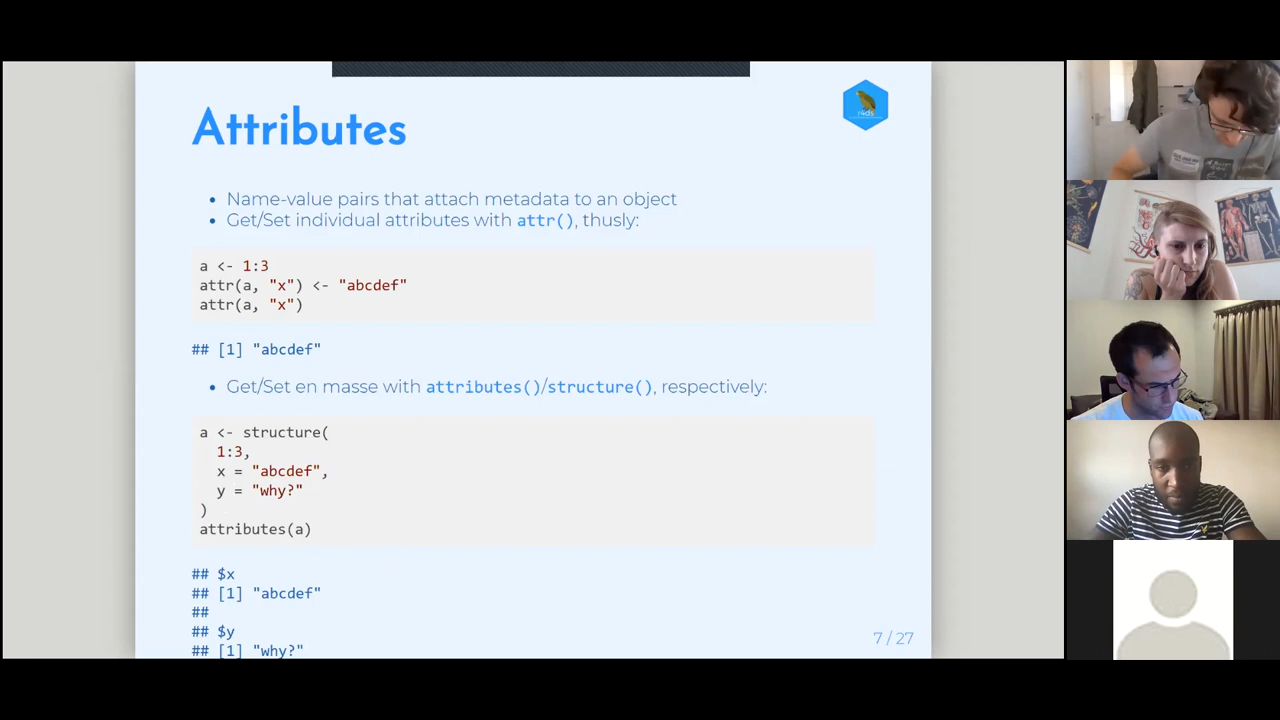 Attributes
r4ds
Name-value pairs that attach metadata to an object
Get/Set individual attributes with attr(), thusly:
a <- 1:3
attr(a, "x") <- "abcdef"
attr(a, "x")
## [1] "abcdef"
Get/Set en masse with attributes()/structure(), respectively:
a <- structure(
1:3,
x = "abcdef",
y = "why?"
)
attributes(a)
## $x
## [1] "abcdef"
##
## $y
## [1] "why?"
7 / 27